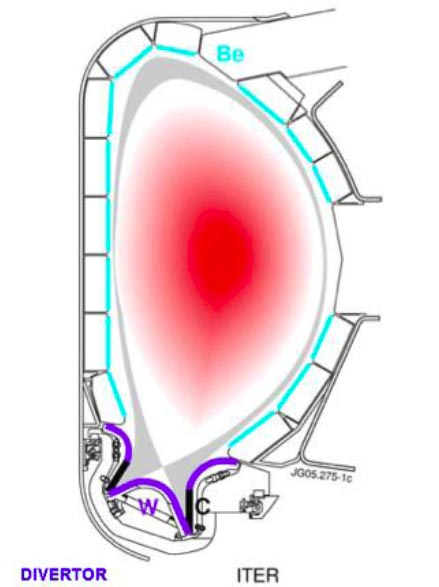 Be
JG05.275-1c
W
C
DIVERTOR
ITER